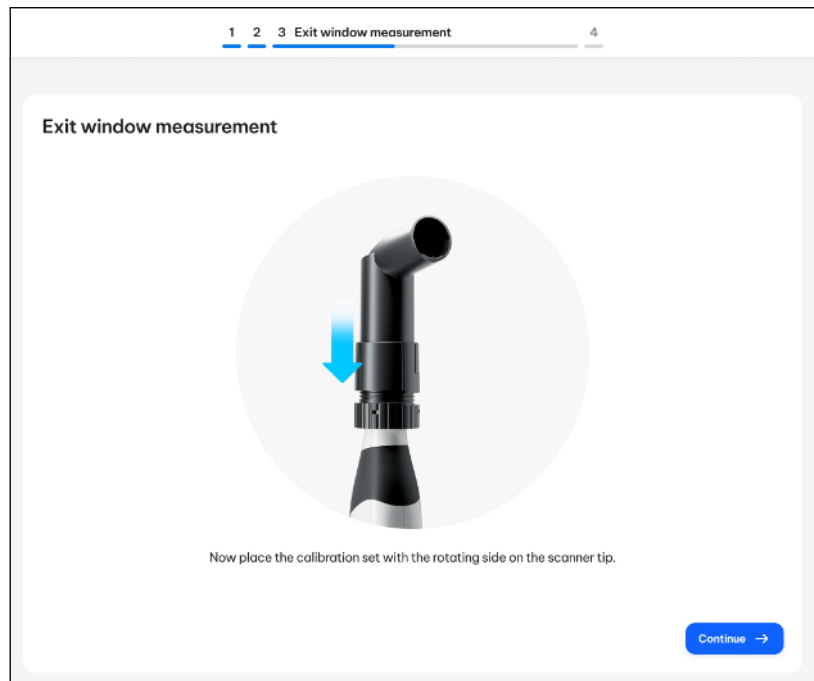 1 2 3 Exit window measurement 4
Exit window measurement
Now place the calibration set with the rotating side on the scanner tip.
Continue →